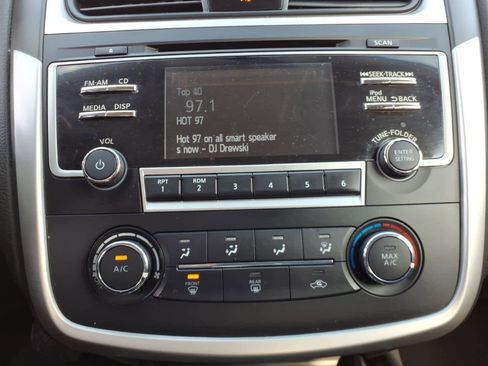 SCAN
FM·AM CD
MEDIA DISP
VOL
Top 40
97.1
HOT 97
Hot 97 on all smart speaker
s now - DJ Drewski
SEEK·TRACK
iPod
MENU BACK
TUNE·FOLDER
ENTER
SETTING
RPT
1
RDM
2
3
4
5
6
A/C
FRONT
REAR
MAX
A/C